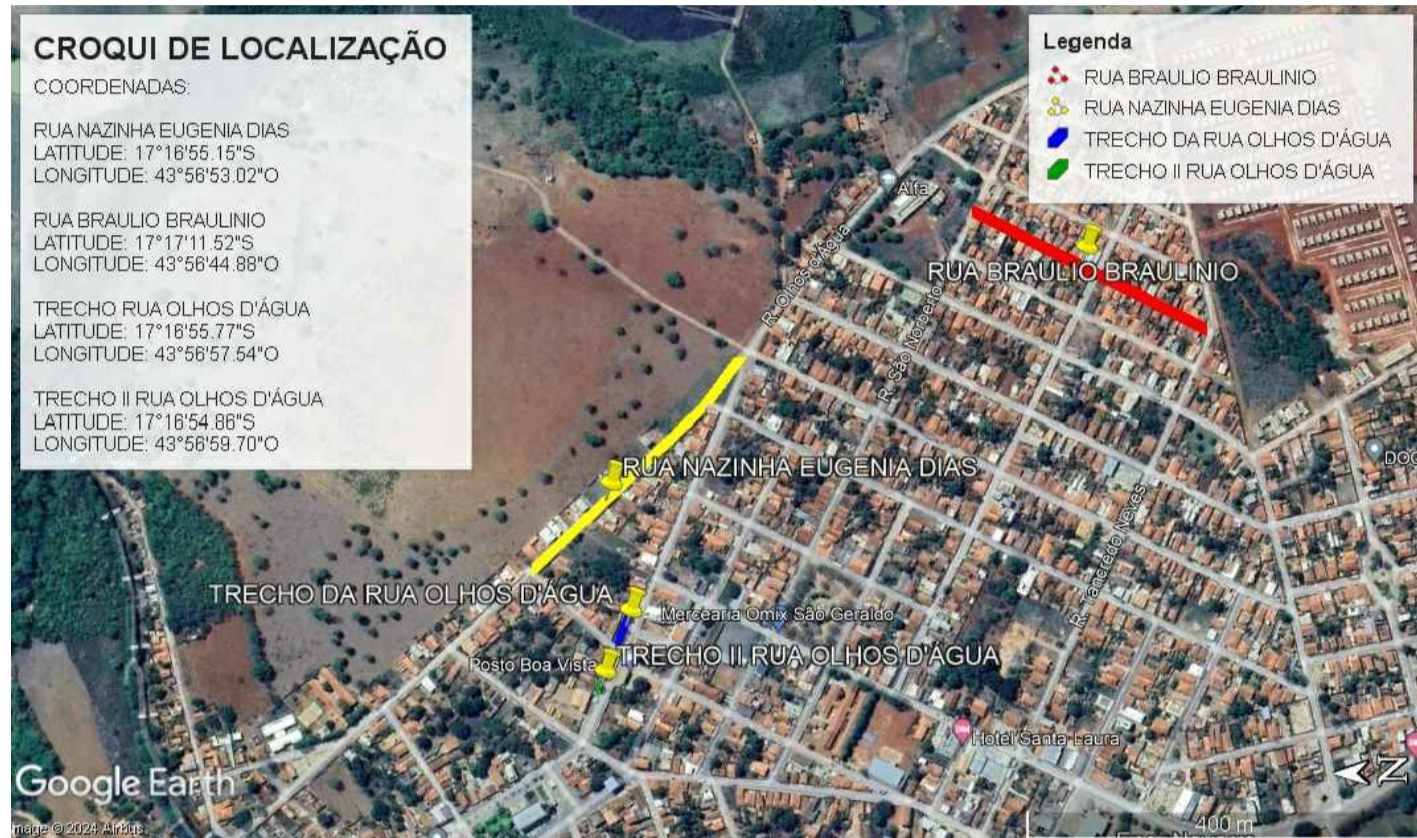 CROQUI DE LOCALIZAÇÃO
COORDENADAS:
RUA NAZINHA EUGENIA DIAS
LATITUDE: 17°16'55.15"S
LONGITUDE: 43°56'53.02"O
RUA BRAULIO BRAULINIO
LATITUDE: 17°17'11.52"S
LONGITUDE: 43°56'44.88"O
TRECHO RUA OLHOS D'ÁGUA
LATITUDE: 17°16'55.77"S
LONGITUDE: 43°56'57.54"O
TRECHO II RUA OLHOS D'ÁGUA
LATITUDE: 17°16'54.86"S
LONGITUDE: 43°56'59.70"O
Legenda
RUA BRAULIO BRAULINIO
RUA NAZINHA EUGENIA DIAS
TRECHO DA RUA OLHOS D'ÁGUA
TRECHO II RUA OLHOS D'ÁGUA
Alfa
R. Olhos d'Água
R. São Norberto
RUA BRAULIO BRAULINIO
DOG
RUA NAZINHA EUGENIA DIAS
R. Tancredo Neves
TRECHO DA RUA OLHOS D'ÁGUA
Mercearia Omix São Geraldo
Posto Boa Vista
TRECHO II RUA OLHOS D'ÁGUA
Hotel Santa Laura
Google Earth
N
400 m
mage © 2024 Airbus